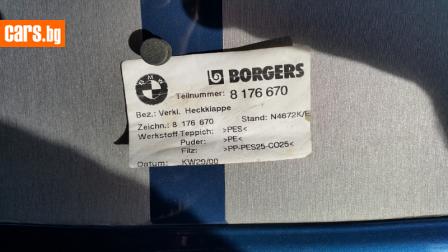 cars.bg
BMW
BORGERS
Teilnummer: 8 176 670
Bez.: Verkl. Heckklappe
Zeichn.: 8 176 670 Stand: N4672K/E
Werkstoff Teppich: >PES<
Puder: >PE<
Filz: >PP-PES25-CO25<
Datum: KW29/00